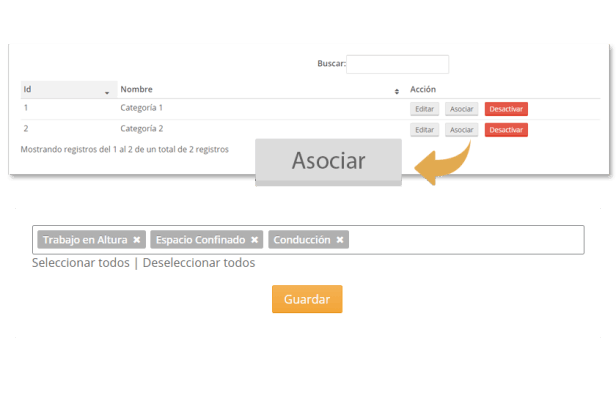 Buscar:
Id Nombre Acción
1 Categoría 1 Editar Asociar Desactivar
2 Categoría 2 Editar Asociar Desactivar
Mostrando registros del 1 al 2 de un total de 2 registros
Asociar
Trabajo en Altura × Espacio Confinado × Conducción ×
Seleccionar todos | Deseleccionar todos
Guardar